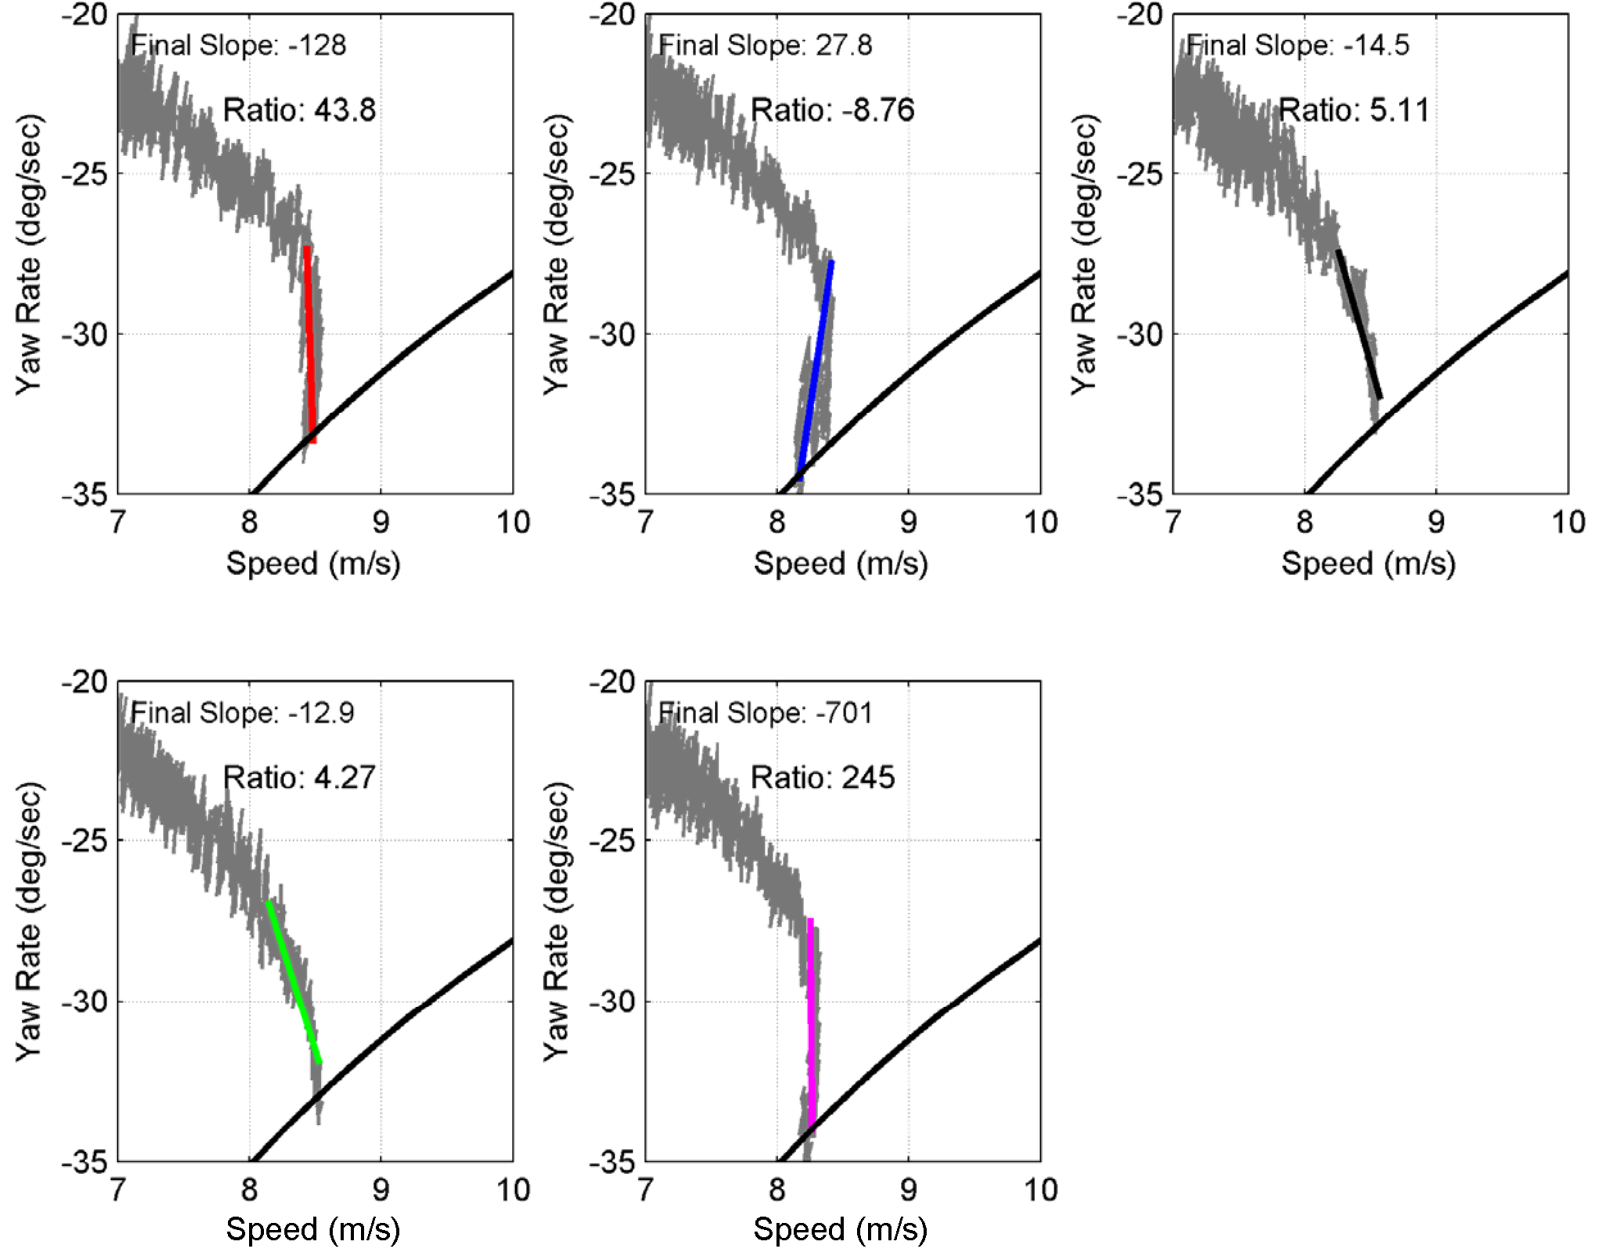 -20
-25
-30
-35
Final Slope: -128
Ratio: 43.8
7 8 9 10
Speed (m/s)
Yaw Rate (deg/sec)
-20
-25
-30
-35
Final Slope: 27.8
Ratio: -8.76
7 8 9 10
Speed (m/s)
Yaw Rate (deg/sec)
-20
-25
-30
-35
Final Slope: -14.5
Ratio: 5.11
7 8 9 10
Speed (m/s)
Yaw Rate (deg/sec)
-20
-25
-30
-35
Final Slope: -12.9
Ratio: 4.27
7 8 9 10
Speed (m/s)
Yaw Rate (deg/sec)
-20
-25
-30
-35
Final Slope: -701
Ratio: 245
7 8 9 10
Speed (m/s)
Yaw Rate (deg/sec)